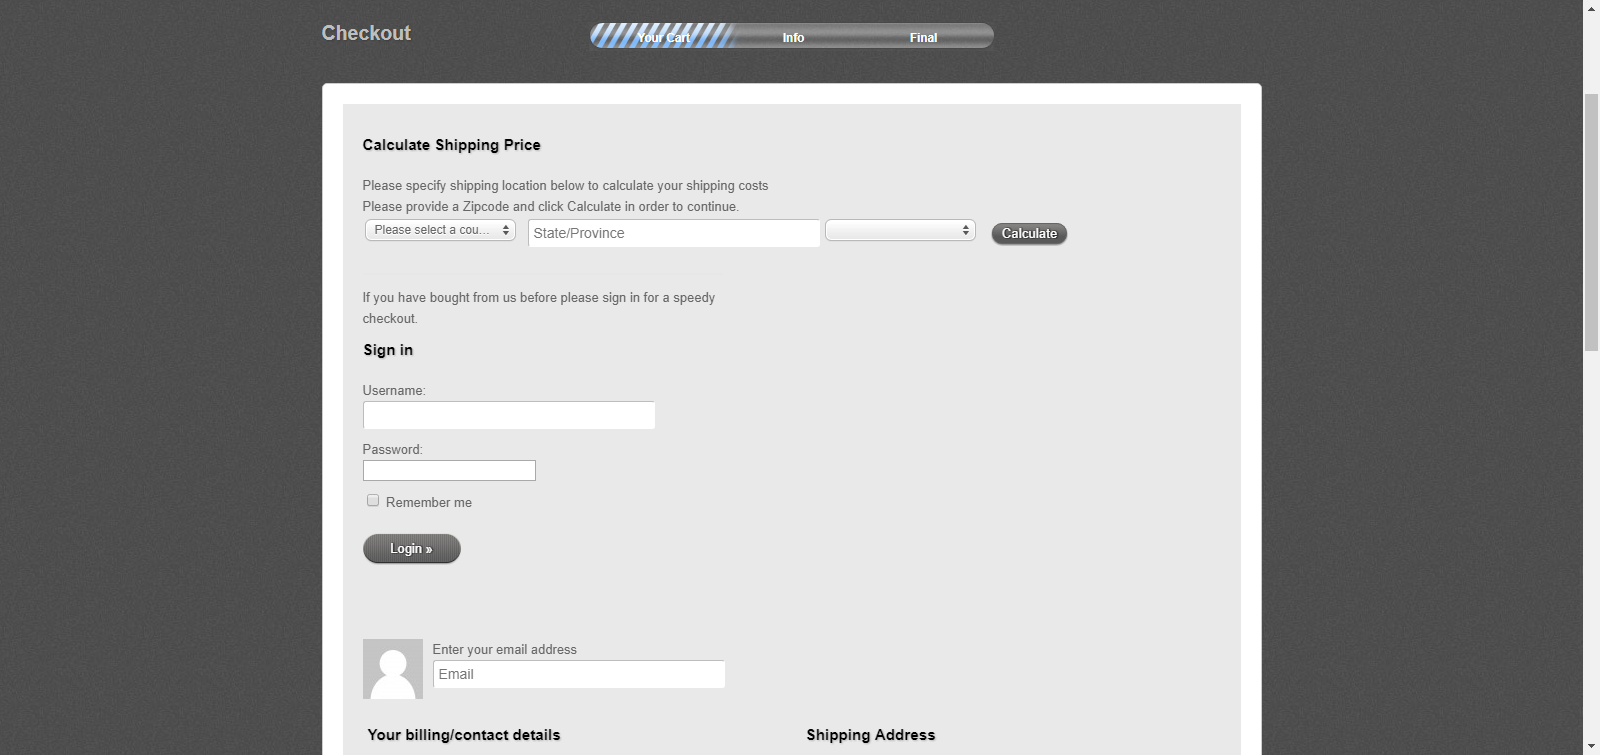 Checkout
Your Cart Info Final
Calculate Shipping Price
Please specify shipping location below to calculate your shipping costs
Please provide a Zipcode and click Calculate in order to continue.
Please select a cou... State/Province Calculate
If you have bought from us before please sign in for a speedy
checkout.
Sign in
Username:
Password:
Remember me
Login »
Enter your email address
Email
Your billing/contact details Shipping Address